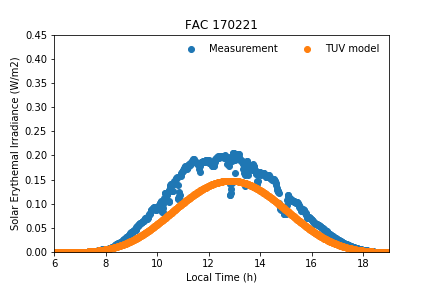 FAC 170221
Measurement TUV model
Solar Erythemal Irradiance (W/m2)
0.45
0.40
0.35
0.30
0.25
0.20
0.15
0.10
0.05
0.00
6 8 10 12 14 16 18
Local Time (h)